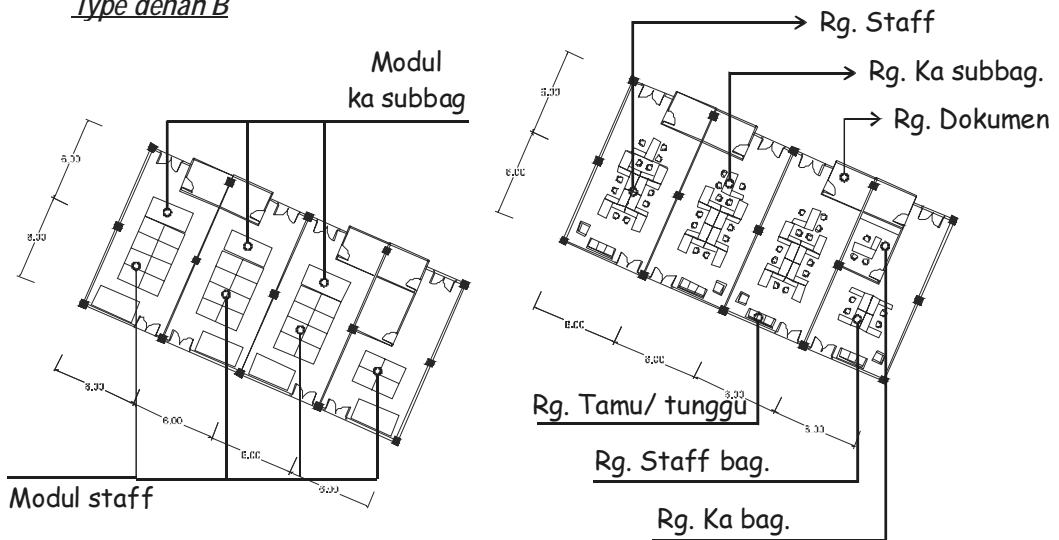 Type denah B
Modul
ka subbag
6.00
6.00
6.00
6.00
6.00
6.00
Modul staff
Rg. Staff
Rg. Ka subbag.
Rg. Dokumen
6.00
6.00
6.00
6.00
6.00
6.00
Rg. Tamu/ tunggu
Rg. Staff bag.
Rg. Ka bag.